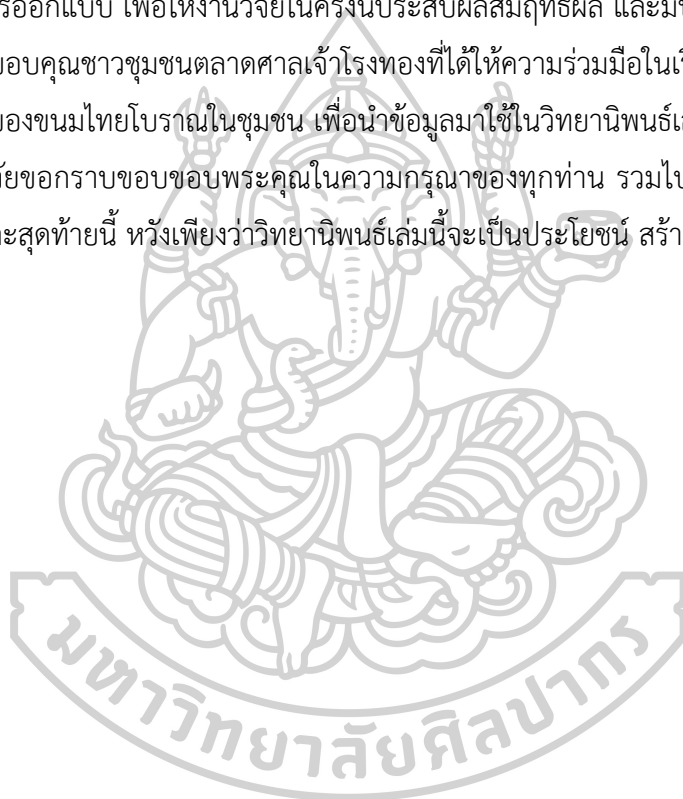 รออกแบบ เพื่อให้งานวิจัยในครั้งนี้ประสบผลสัมฤทธิ์ผล และมี
ขอบคุณชาวชุมชนตลาดศาลเจ้าโรงทองที่ได้ให้ความร่วมมือใน
ของขนมไทยโบราณในชุมชน เพื่อนำข้อมูลมาใช้ในวิทยานิพนธ์
ัยขอกราบขอบขอบพระคุณในความกรุณาของทุกท่าน รวมไป
ะสุดท้ายนี้ หวังเพียงว่าวิทยานิพนธ์เล่มนี้จะเป็นประโยชน์ สร้า
มหาวิทยาลัยศิลปากร